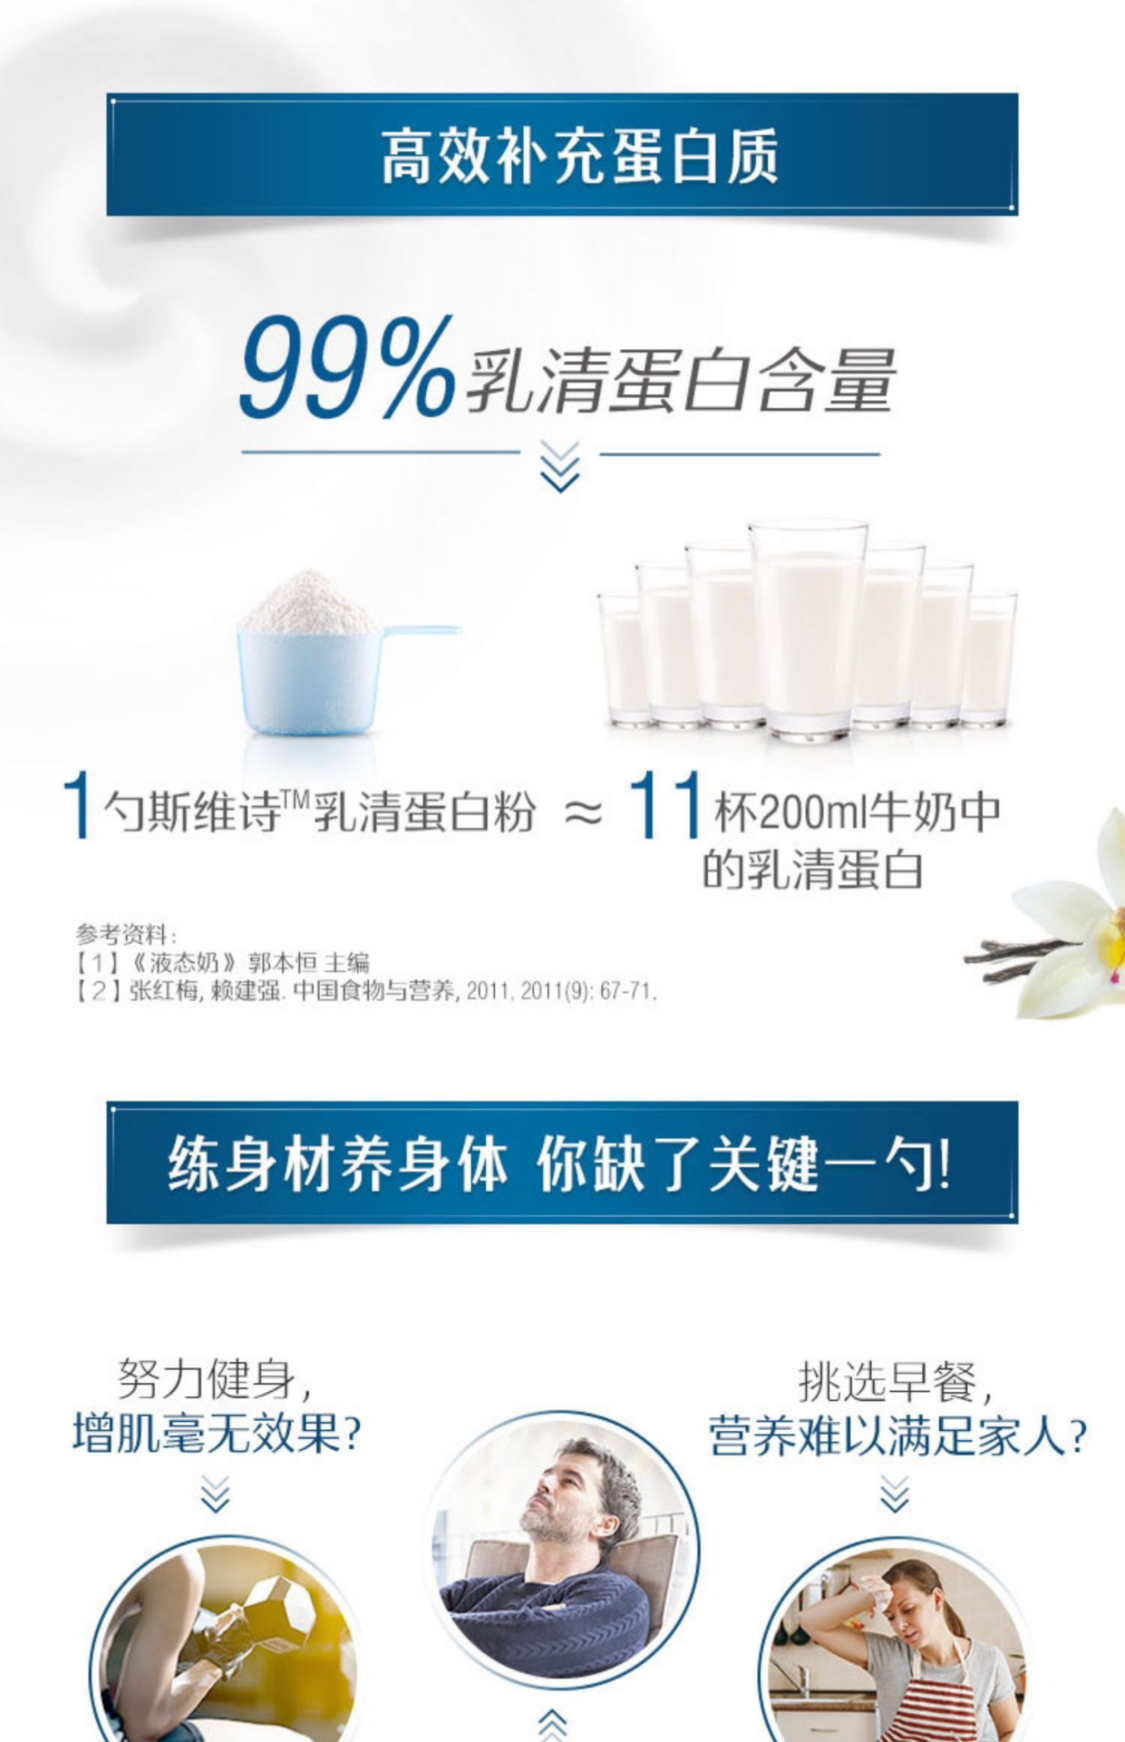 高效补充蛋白质
99%乳清蛋白含量
1勺斯维诗™乳清蛋白粉 ≈ 11杯200ml牛奶中
的乳清蛋白
参考资料:
【1】《液态奶》 郭本恒 主编
【2】张红梅, 赖建强. 中国食物与营养, 2011, 2011(9): 67-71.
练身材养身体 你缺了关键一勺!
努力健身,
增肌毫无效果?
挑选早餐,
营养难以满足家人?